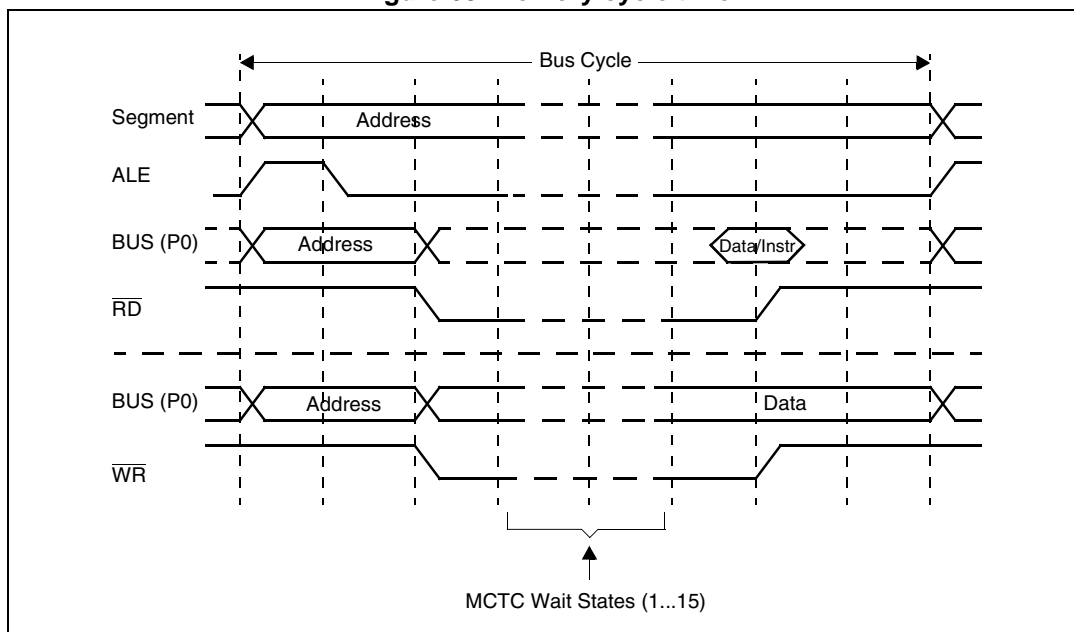 Bus Cycle
Segment
Address
ALE
BUS (P0)
Address
Data/Instr
RD
BUS (P0)
Address
Data
WR
MCTC Wait States (1...15)